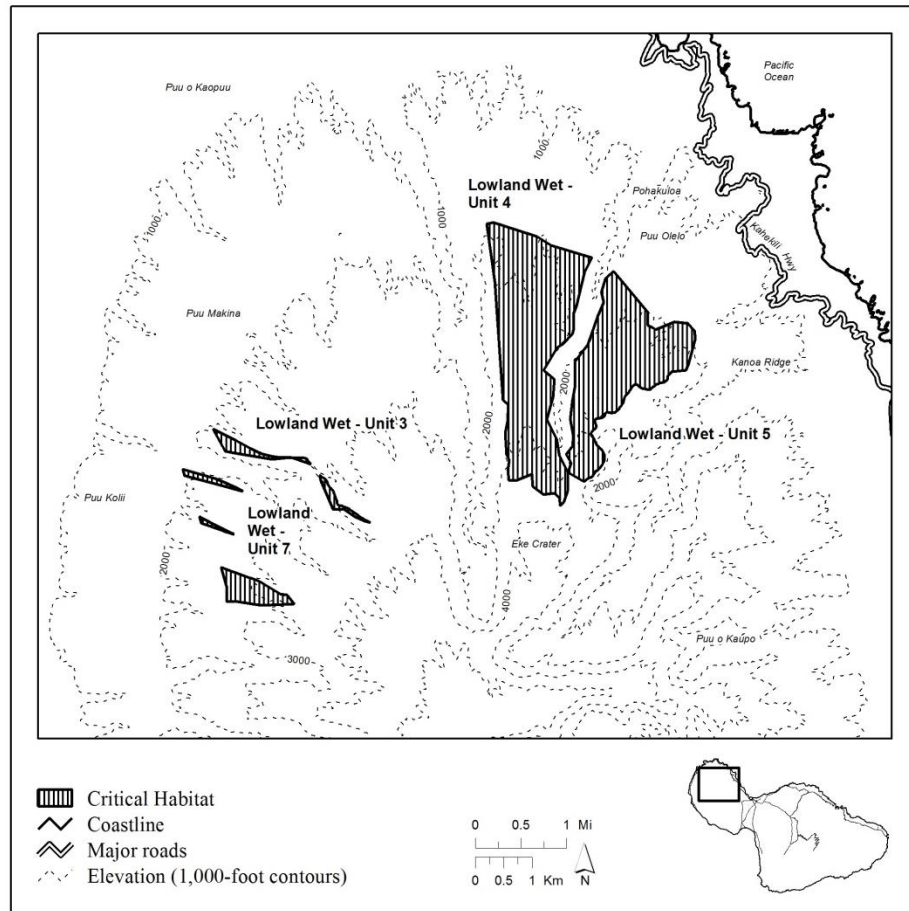 Puu o Kaopuu
Pacific
Ocean
1000
1000
1000
Lowland Wet -
Unit 4
Pohakuloa
Puu Olelo
Kahekili Hwy
Puu Makina
Kanoa Ridge
2000
2000
Lowland Wet - Unit 3
Lowland Wet - Unit 5
Puu Kolii
Lowland
Wet -
Unit 7
2000
Eke Crater
2000
4000
Puu o Kaupo
3000
Critical Habitat
Coastline
Major roads
Elevation (1,000-foot contours)
0 0.5 1 Mi
0 0.5 1 Km
N